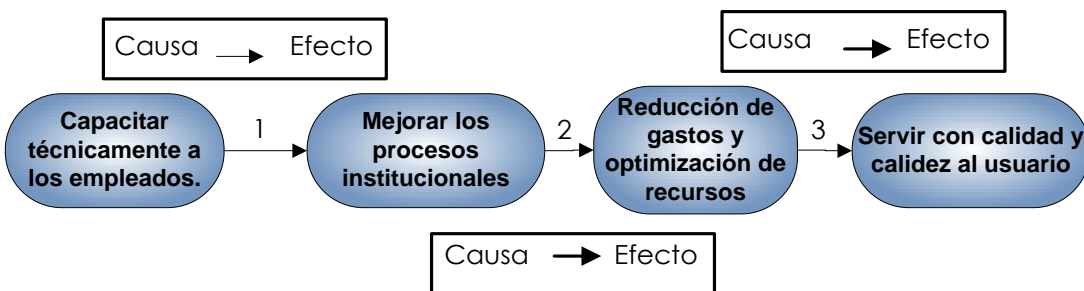 Causa → Efecto
Causa → Efecto
Capacitar
técnicamente a
los empleados.
1
Mejorar los
procesos
institucionales
2
Reducción de
gastos y
optimización de
recursos
3
Servir con calidad y
calidez al usuario
Causa → Efecto